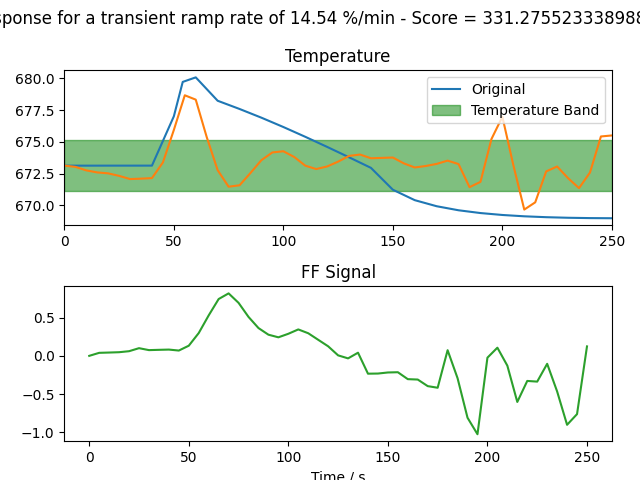 sponse for a transient ramp rate of 14.54 %/min - Score = 331.275523338988
Temperature
680.0
677.5
675.0
672.5
670.0
Original
Temperature Band
0 50 100 150 200 250
FF Signal
0.5
0.0
−0.5
−1.0
0 50 100 150 200 250
Time / s